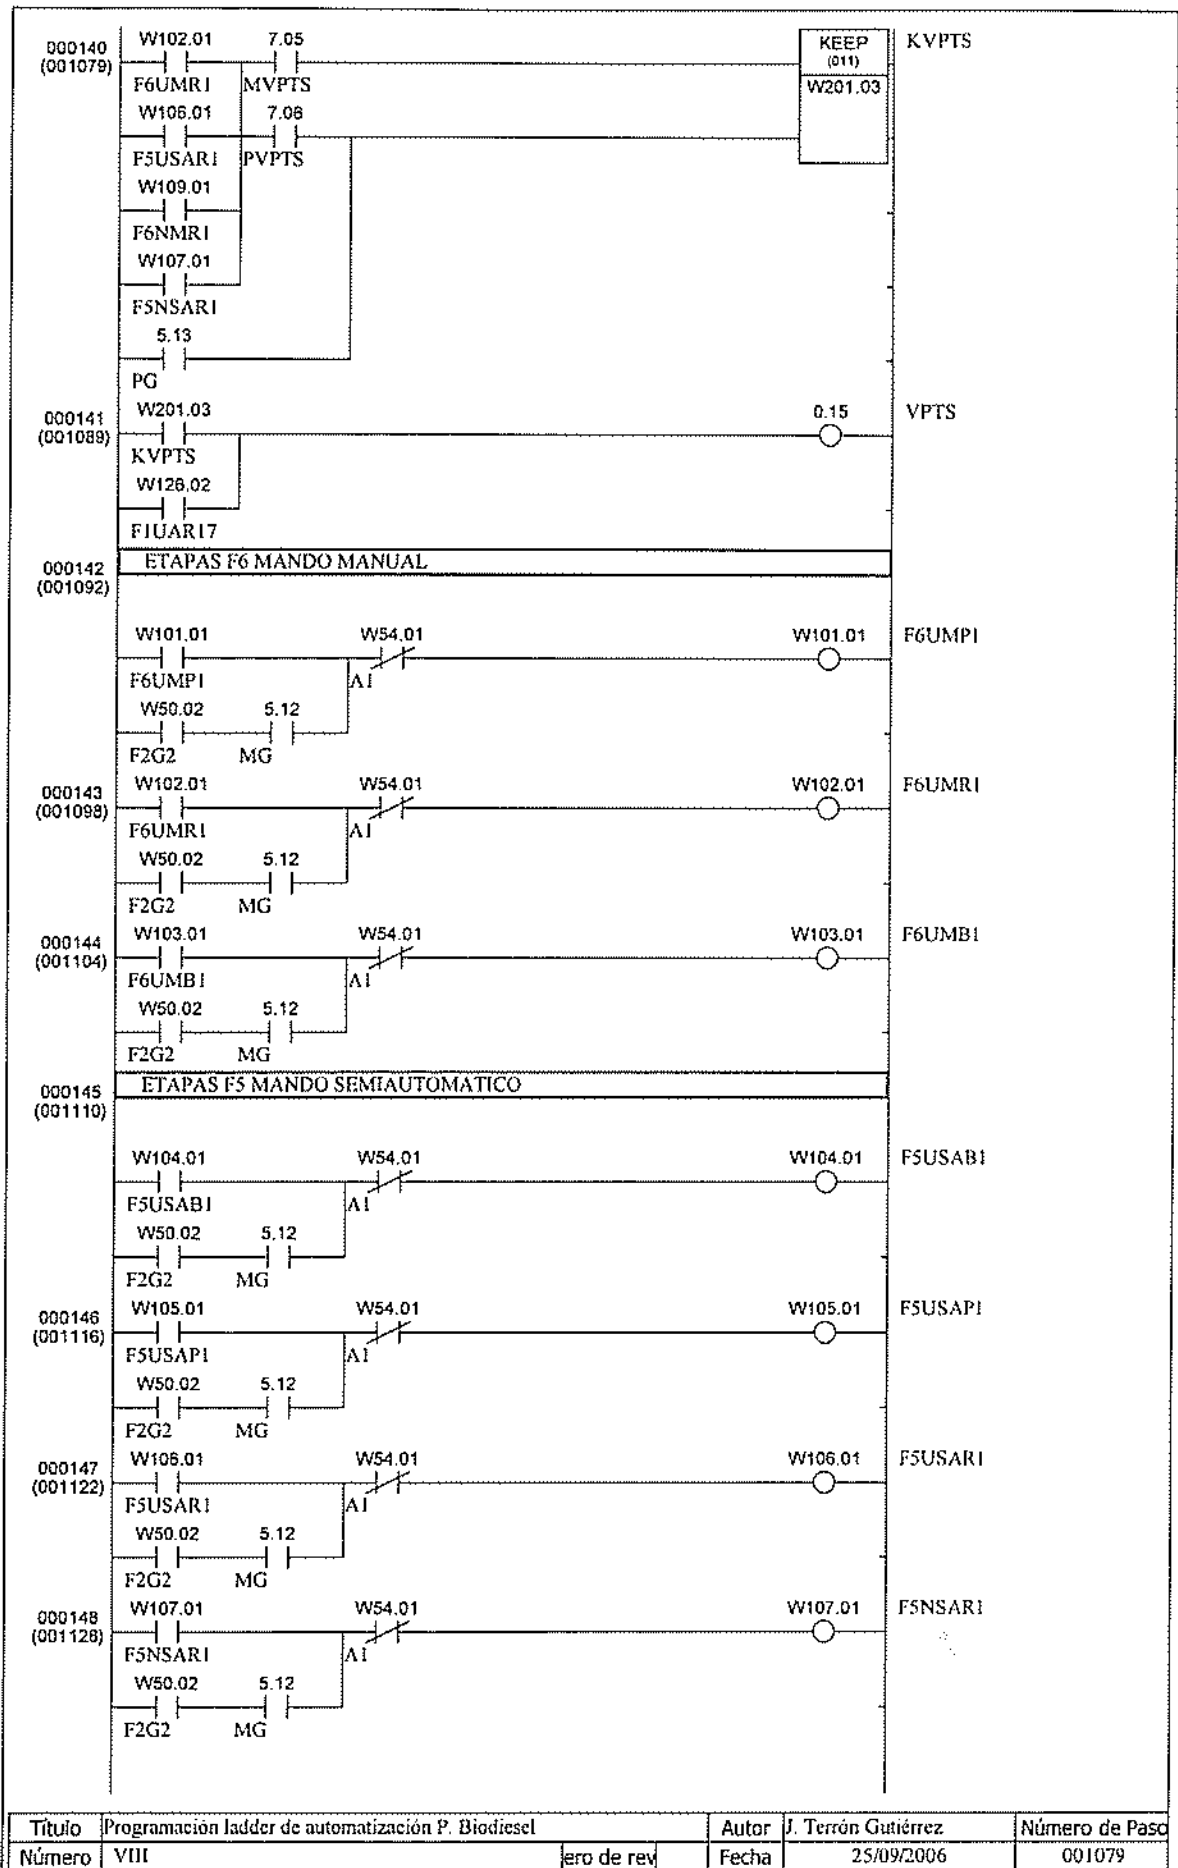 000140
(001079)
W102.01 7.05
KEEP
(011)
KVPTS
F6UMR1 MVPTS
W201.03
W106.01 7.06
F5USAR1 PVPTS
W109.01
F6NMR1
W107.01
F5NSAR1
5.13
PG
000141
(001089)
W201.03 0.15 VPTS
KVPTS
W126.02
F1UAR17
000142
(001092)
ETAPAS F6 MANDO MANUAL
W101.01 W54.01 W101.01 F6UMP1
F6UMP1 A1
W50.02 5.12
F2G2 MG
000143
(001098)
W102.01 W54.01 W102.01 F6UMR1
F6UMR1 A1
W50.02 5.12
F2G2 MG
000144
(001104)
W103.01 W54.01 W103.01 F6UMB1
F6UMB1 A1
W50.02 5.12
F2G2 MG
000145
(001110)
ETAPAS F5 MANDO SEMIAUTOMATICO
W104.01 W54.01 W104.01 F5USAB1
F5USAB1 A1
W50.02 5.12
F2G2 MG
000146
(001116)
W105.01 W54.01 W105.01 F5USAP1
F5USAP1 A1
W50.02 5.12
F2G2 MG
000147
(001122)
W106.01 W54.01 W106.01 F5USAR1
F5USAR1 A1
W50.02 5.12
F2G2 MG
000148
(001128)
W107.01 W54.01 W107.01 F5NSAR1
F5NSAR1 A1
W50.02 5.12
F2G2 MG
Título Programación ladder de automatización P. Biodiesel Autor J. Terrón Gutiérrez Número de Paso
Número VIII ero de rev Fecha 25/09/2006 001079